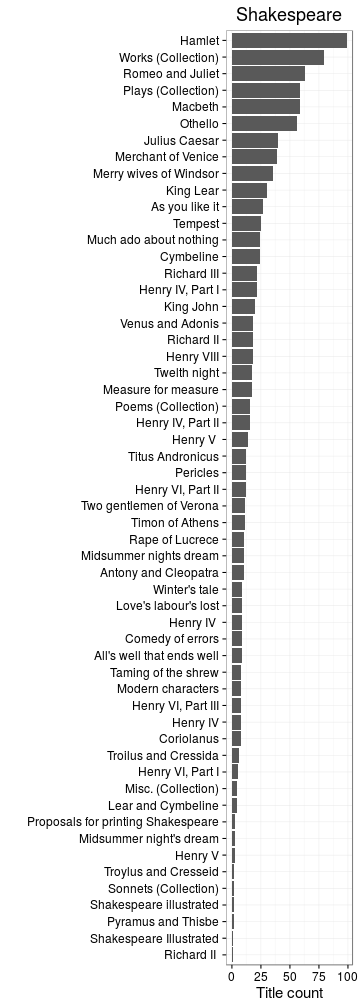 Shakespeare
Hamlet
Works (Collection)
Romeo and Juliet
Plays (Collection)
Macbeth
Othello
Julius Caesar
Merchant of Venice
Merry wives of Windsor
King Lear
As you like it
Tempest
Much ado about nothing
Cymbeline
Richard III
Henry IV, Part I
King John
Venus and Adonis
Richard II
Henry VIII
Twelth night
Measure for measure
Poems (Collection)
Henry IV, Part II
Henry V
Titus Andronicus
Pericles
Henry VI, Part II
Two gentlemen of Verona
Timon of Athens
Rape of Lucrece
Midsummer nights dream
Antony and Cleopatra
Winter's tale
Love's labour's lost
Henry IV
Comedy of errors
All's well that ends well
Taming of the shrew
Modern characters
Henry VI, Part III
Henry IV
Coriolanus
Troilus and Cressida
Henry VI, Part I
Misc. (Collection)
Lear and Cymbeline
Proposals for printing Shakespeare
Midsummer night's dream
Henry V
Troylus and Cresseid
Sonnets (Collection)
Shakespeare illustrated
Pyramus and Thisbe
Shakespeare Illustrated
Richard II
0 25 50 75 100
Title count